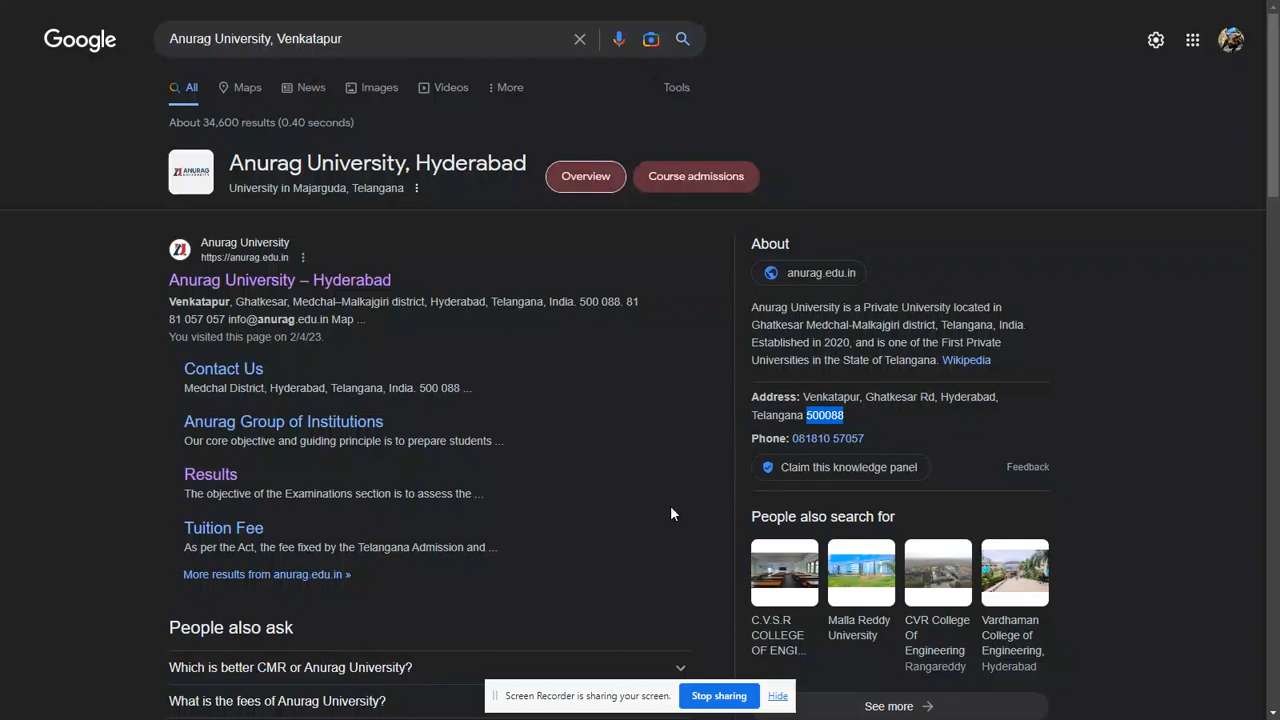 Google
Anurag University, Venkatapur
All
Maps
News
Images
Videos
More
Tools
About 34,600 results (0.40 seconds)
ANURAG
UNIVERSITY
Anurag University, Hyderabad
University in Majarguda, Telangana
Overview
Course admissions
Anurag University
https://anurag.edu.in
Anurag University – Hyderabad
Venkatapur, Ghatkesar, Medchal–Malkajgiri district, Hyderabad, Telangana, India. 500 088. 81
81 057 057 info@anurag.edu.in Map ...
You visited this page on 2/4/23.
Contact Us
Medchal District, Hyderabad, Telangana, India. 500 088 ...
Anurag Group of Institutions
Our core objective and guiding principle is to prepare students ...
Results
The objective of the Examinations section is to assess the ...
Tuition Fee
As per the Act, the fee fixed by the Telangana Admission and ...
More results from anurag.edu.in »
People also ask
Which is better CMR or Anurag University?
What is the fees of Anurag University?
About
anurag.edu.in
Anurag University is a Private University located in
Ghatkesar Medchal-Malkajgiri district, Telangana, India.
Established in 2020, and is one of the First Private
Universities in the State of Telangana. Wikipedia
Address: Venkatapur, Ghatkesar Rd, Hyderabad,
Telangana 500088
Phone: 081810 57057
Claim this knowledge panel
Feedback
People also search for
C.V.S.R
COLLEGE
OF ENGI...
Malla Reddy
University
CVR College
Of
Engineering
Rangareddy
Vardhaman
College of
Engineering,
Hyderabad
See more
Screen Recorder is sharing your screen.
Stop sharing
Hide